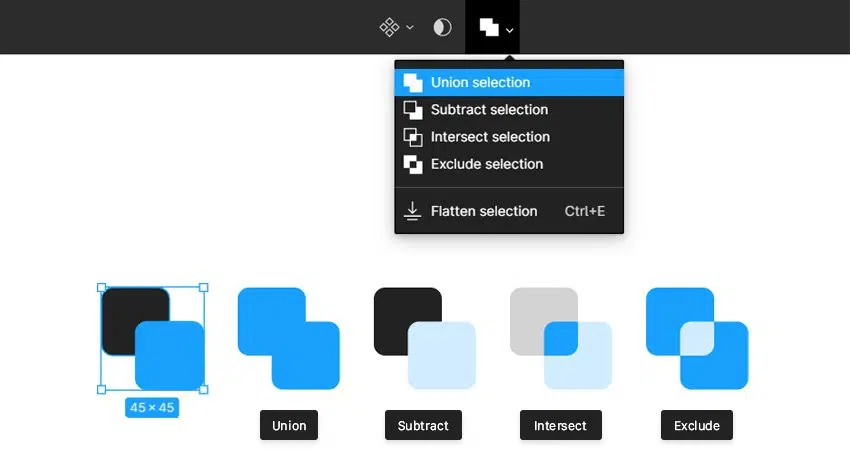 Union selection
Subtract selection
Intersect selection
Exclude selection
Flatten selection Ctrl+E
45 × 45
Union
Subtract
Intersect
Exclude